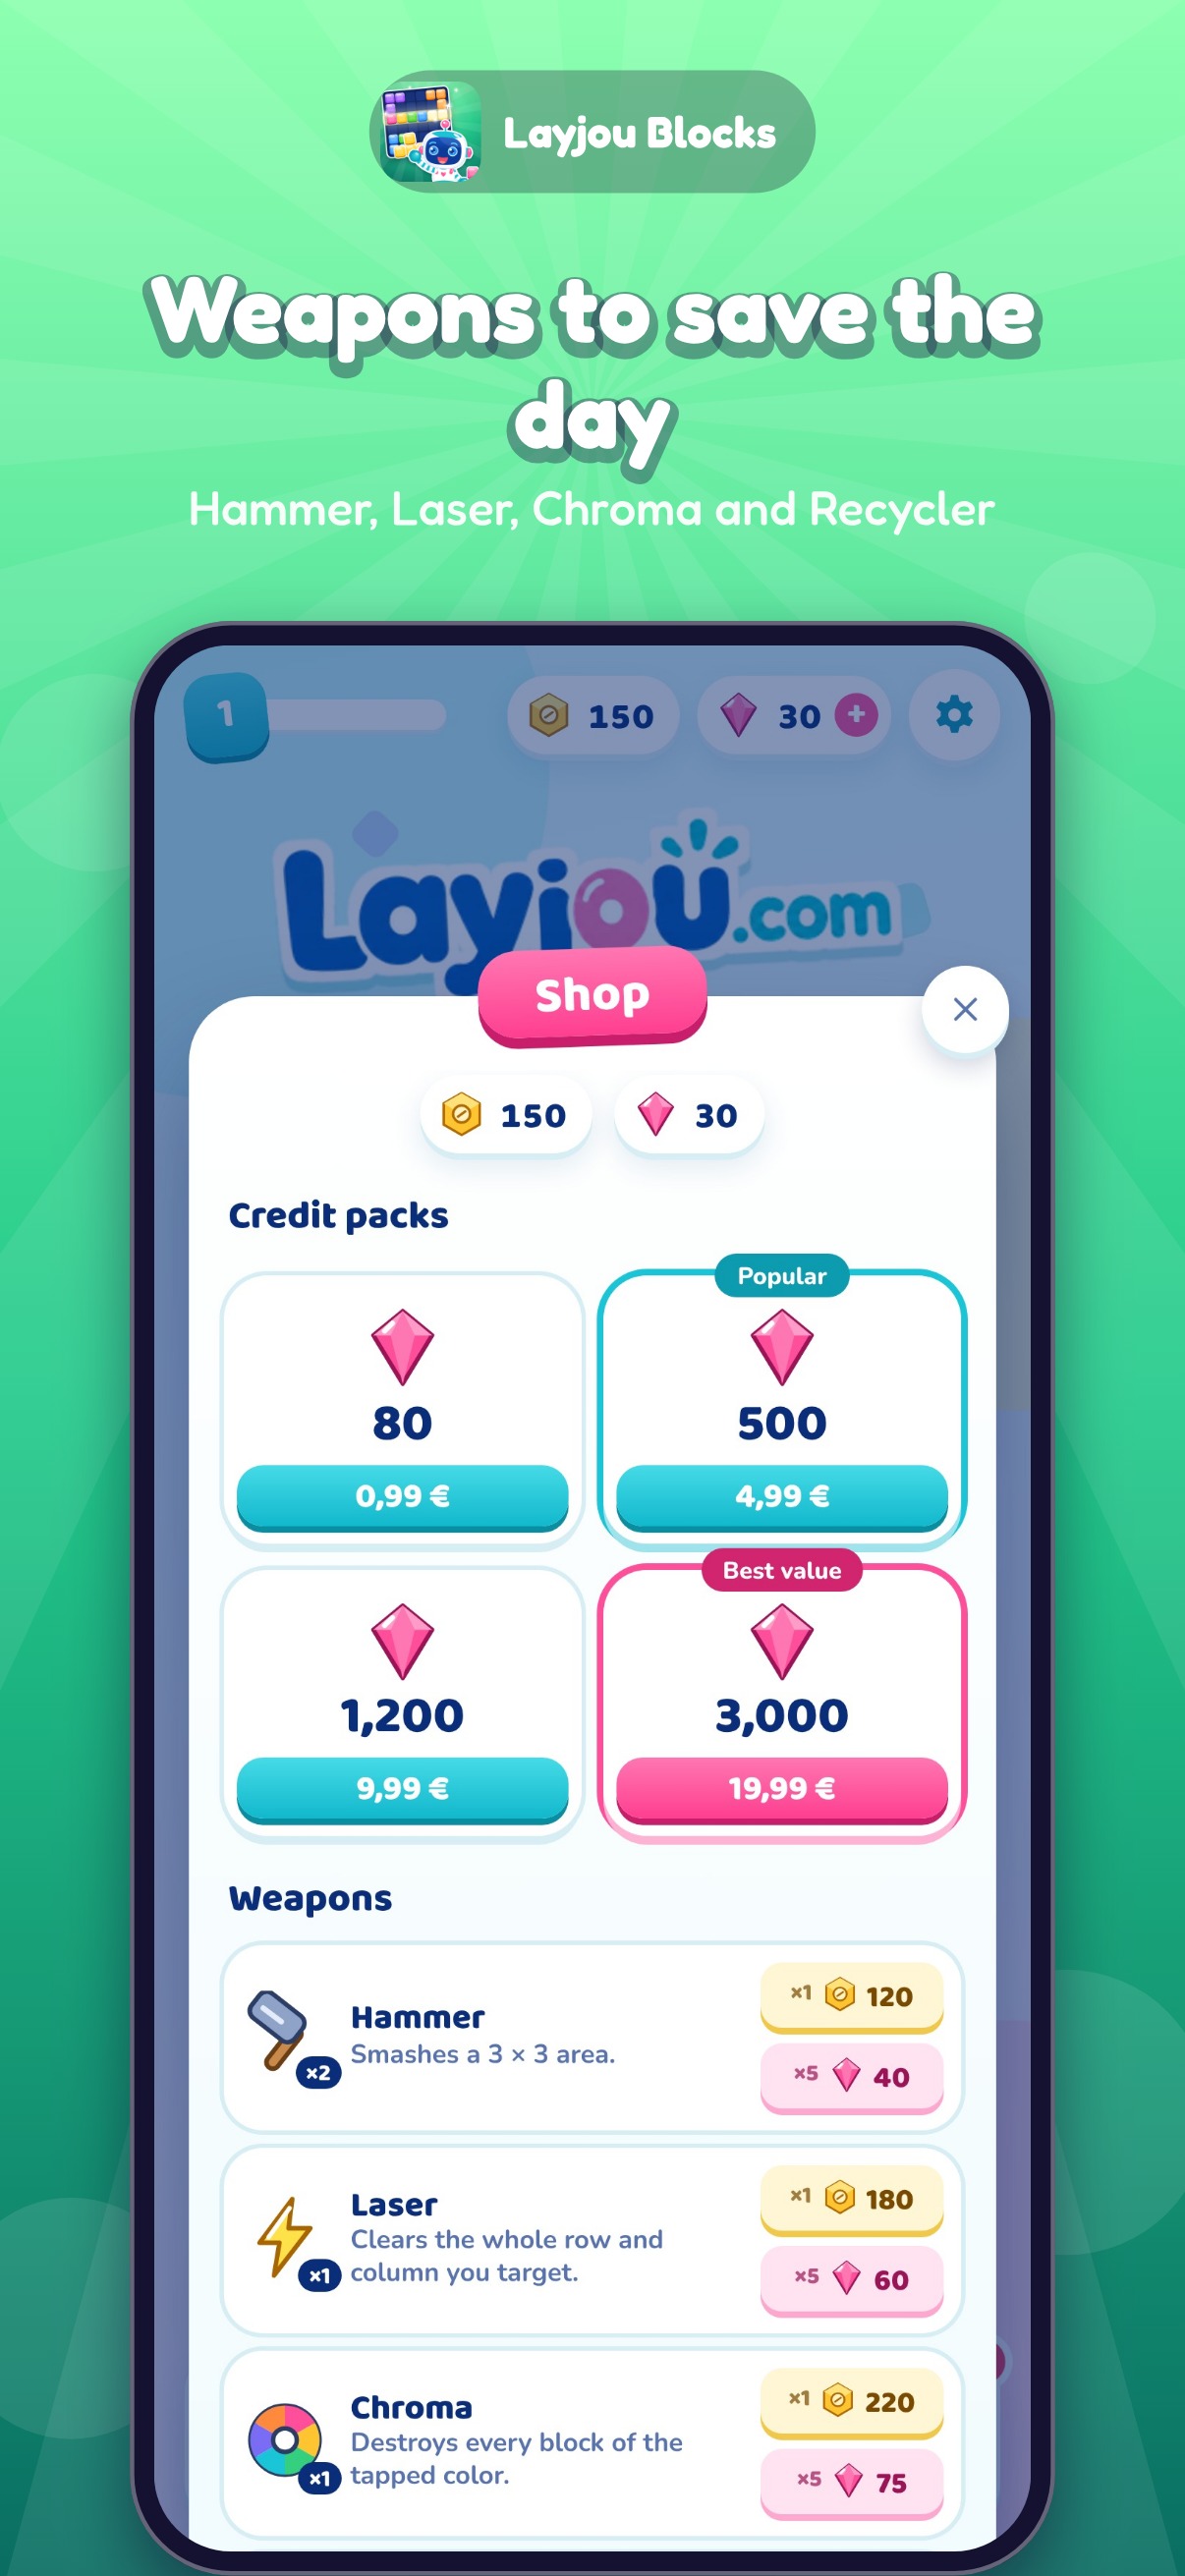 Layjou Blocks
Weapons to save the
day
Hammer, Laser, Chroma and Recycler
1
150
30
+
Layjou.com
Shop
150
30
Credit packs
80
0,99 €
Popular
500
4,99 €
1,200
9,99 €
Best value
3,000
19,99 €
Weapons
Hammer
Smashes a 3 × 3 area.
×2
×1 120
×5 40
Laser
Clears the whole row and
column you target.
×1
×1 180
×5 60
Chroma
Destroys every block of the
tapped color.
×1
×1 220
×5 75